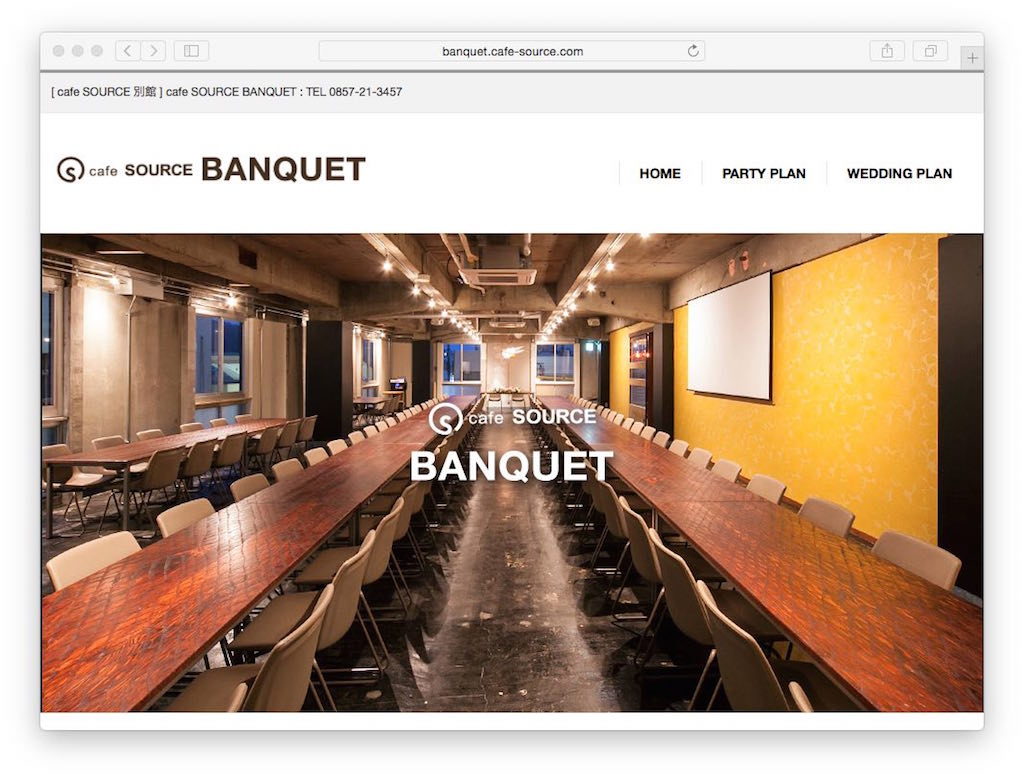 banquet.cafe-source.com
[ cafe SOURCE 別館 ] cafe SOURCE BANQUET : TEL 0857-21-3457
cafe SOURCE BANQUET
HOME PARTY PLAN WEDDING PLAN
cafe SOURCE
BANQUET